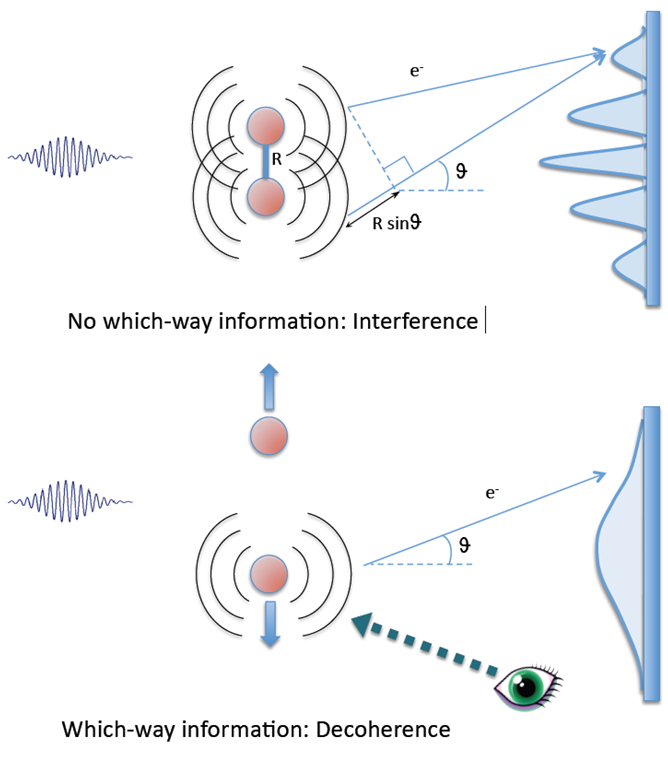 e-
R
ϑ
R sinϑ
No which-way information: Interference
e-
ϑ
Which-way information: Decoherence